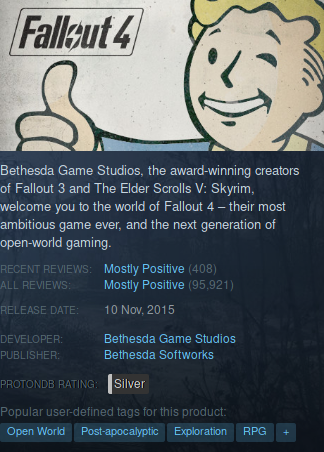 Fallout 4
Bethesda Game Studios, the award-winning creators
of Fallout 3 and The Elder Scrolls V: Skyrim,
welcome you to the world of Fallout 4 – their most
ambitious game ever, and the next generation of
open-world gaming.
RECENT REVIEWS: Mostly Positive (408)
ALL REVIEWS: Mostly Positive (95,921)
RELEASE DATE: 10 Nov, 2015
DEVELOPER: Bethesda Game Studios
PUBLISHER: Bethesda Softworks
PROTONDB RATING: Silver
Popular user-defined tags for this product:
Open World Post-apocalyptic Exploration RPG +